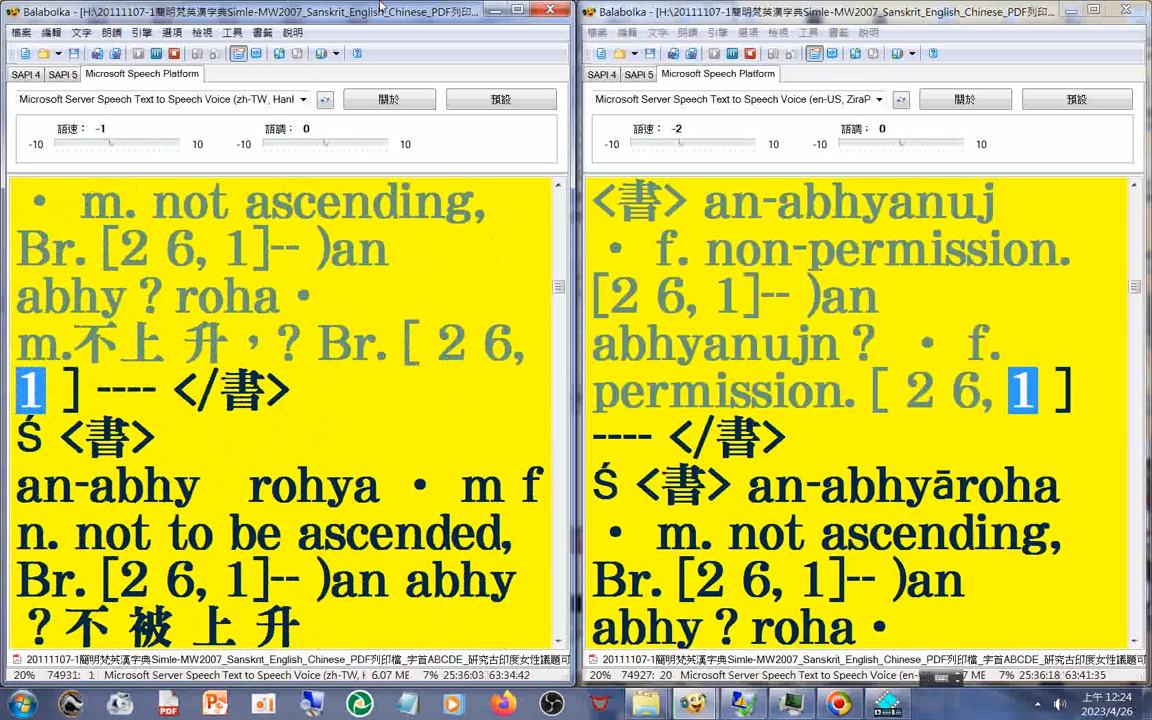 Balabolka - [H:\20111107-1簡明梵英漢字典Simle-MW2007_Sanskrit_English_Chinese_PDF列印...
檔案 編輯 文字 朗讀 引擎 選項 檢視 工具 書籤 說明
SAPI 4 SAPI 5 Microsoft Speech Platform
Microsoft Server Speech Text to Speech Voice (zh-TW, Hanl
關於 預設
語速： -1 語調： 0
-10 10 -10 10
• m. not ascending,
Br. [2 6, 1]-- )an
abhy？roha •
m.不上 升，？Br. [ 2 6,
1 ] ---- </書>
Ś <書>
an-abhy rohya • m f
n. not to be ascended,
Br. [2 6, 1]-- )an abhy
？不 被 上 升
20111107-1簡明梵英漢字典Simle-MW2007_Sanskrit_English_Chinese_PDF列印檔_字首ABCDE_研究古印度女性議題可
20% 74931: 1 Microsoft Server Speech Text to Speech Voice (zh-TW, H 6.07 ME 7% 25:36:03 63:34:42
Balabolka - [H:\20111107-1簡明梵英漢字典Simle-MW2007_Sanskrit_English_Chinese_PDF列印...
檔案 編輯 文字 朗讀 引擎 選項 檢視 工具 書籤 說明
SAPI 4 SAPI 5 Microsoft Speech Platform
Microsoft Server Speech Text to Speech Voice (en-US, ZiraP
關於 預設
語速： -2 語調： 0
-10 10 -10 10
<書> an-abhyanuj
• f. non-permission.
[2 6, 1]-- )an
abhyanujn？ • f.
permission. [ 2 6, 1 ]
---- </書>
Ś <書> an-abhyāroha
• m. not ascending,
Br. [2 6, 1]-- )an
abhy？roha •
20111107-1簡明梵英漢字典Simle-MW2007_Sanskrit_English_Chinese_PDF列印檔_字首ABCDE_研究古印度女性議題可
20% 74927: 20 Microsoft Server Speech Text to Speech Voice (en-US, ME 7% 25:36:18 63:41:35
上午 12:24
2023/4/26